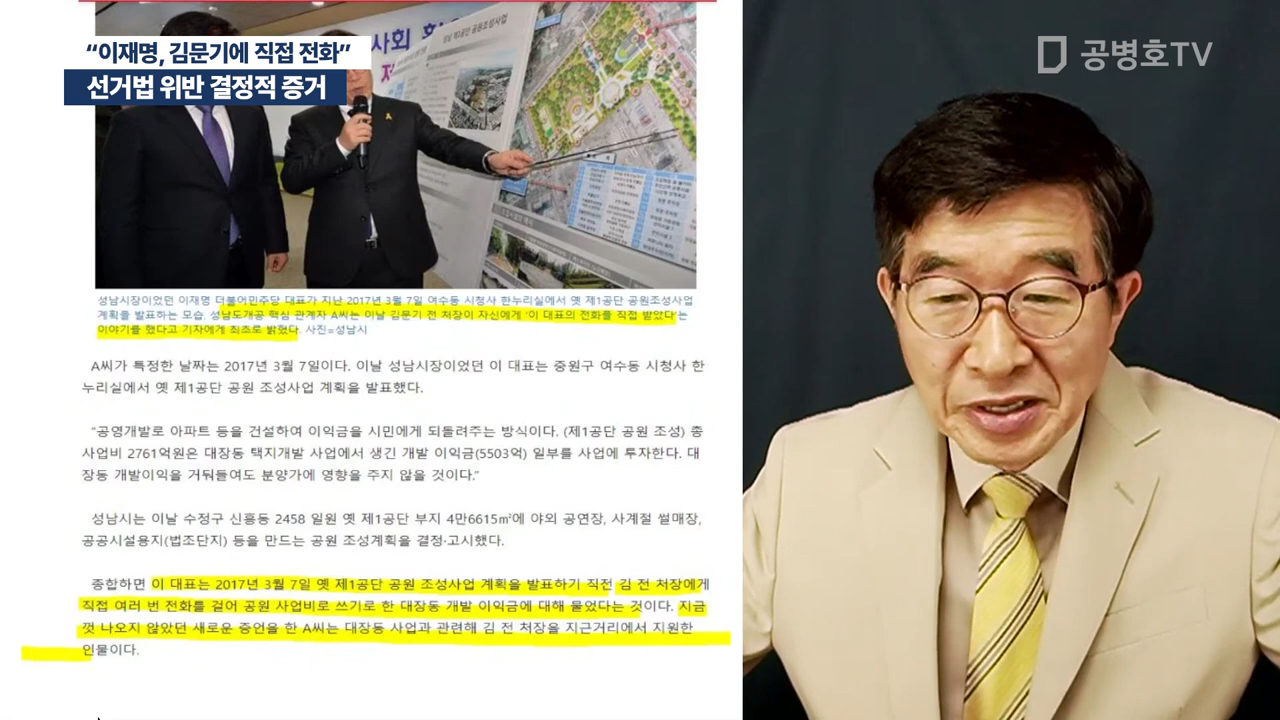 “이재명, 김문기에 직접 전화”
선거법 위반 결정적 증거
공병호TV
성남시장이었던 이재명 더불어민주당 대표가 지난 2017년 3월 7일 여수동 시청사 한누리실에서 옛 제1공단 공원조성사업
계획을 발표하는 모습. 성남도개공 핵심 관계자 A씨는 이날 김문기 전 처장이 자신에게 '이 대표의 전화를 직접 받았다'는
이야기를 했다고 기자에게 최초로 밝혔다. 사진=성남시
A씨가 특정한 날짜는 2017년 3월 7일이다. 이날 성남시장이었던 이 대표는 중원구 여수동 시청사 한
누리실에서 옛 제1공단 공원 조성사업 계획을 발표했다.
“공영개발로 아파트 등을 건설하여 이익금을 시민에게 되돌려주는 방식이다. (제1공단 공원 조성) 총
사업비 2761억원은 대장동 택지개발 사업에서 생긴 개발 이익금(5503억) 일부를 사업에 투자한다. 대
장동 개발이익을 거둬들여도 분양가에 영향을 주지 않을 것이다.”
성남시는 이날 수정구 신흥동 2458 일원 옛 제1공단 부지 4만6615㎡에 야외 공연장, 사계절 썰매장,
공공시설용지(법조단지) 등을 만드는 공원 조성계획을 결정·고시했다.
종합하면 이 대표는 2017년 3월 7일 옛 제1공단 공원 조성사업 계획을 발표하기 직전 김 전 처장에게
직접 여러 번 전화를 걸어 공원 사업비로 쓰기로 한 대장동 개발 이익금에 대해 물었다는 것이다. 지금
껏 나오지 않았던 새로운 증언을 한 A씨는 대장동 사업과 관련해 김 전 처장을 지근거리에서 지원한
인물이다.